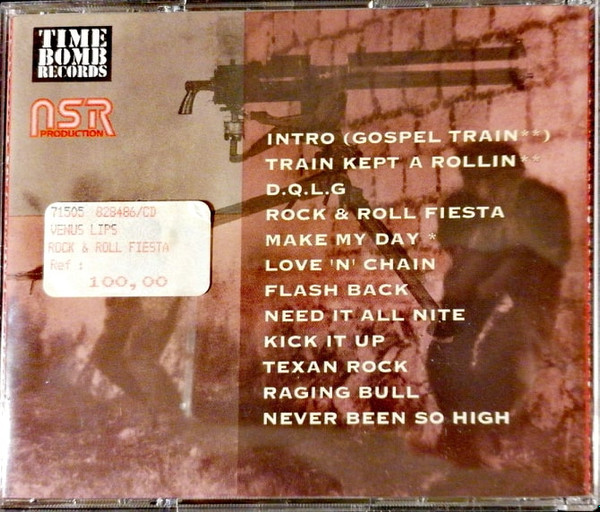 TIME
BOMB
RECORDS
NSR
PRODUCTION
INTRO (GOSPEL TRAIN**)
TRAIN KEPT A ROLLIN**
D.Q.L.G
ROCK & ROLL FIESTA
MAKE MY DAY *
LOVE 'N' CHAIN
FLASH BACK
NEED IT ALL NITE
KICK IT UP
TEXAN ROCK
RAGING BULL
NEVER BEEN SO HIGH
71505 828486/CD
VENUS LIPS
ROCK & ROLL FIESTA
Ref :
100,00